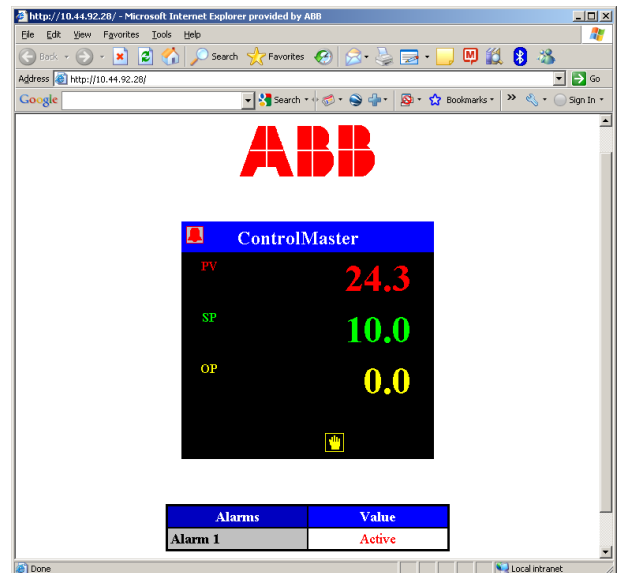 http://10.44.92.28/ - Microsoft Internet Explorer provided by ABB
File Edit View Favorites Tools Help
Back Search Favorites
Address http://10.44.92.28/ Go
Google Search Bookmarks Sign In
ABB
ControlMaster
PV 24.3
SP 10.0
OP 0.0
Alarms Value
Alarm 1 Active
Done Local intranet